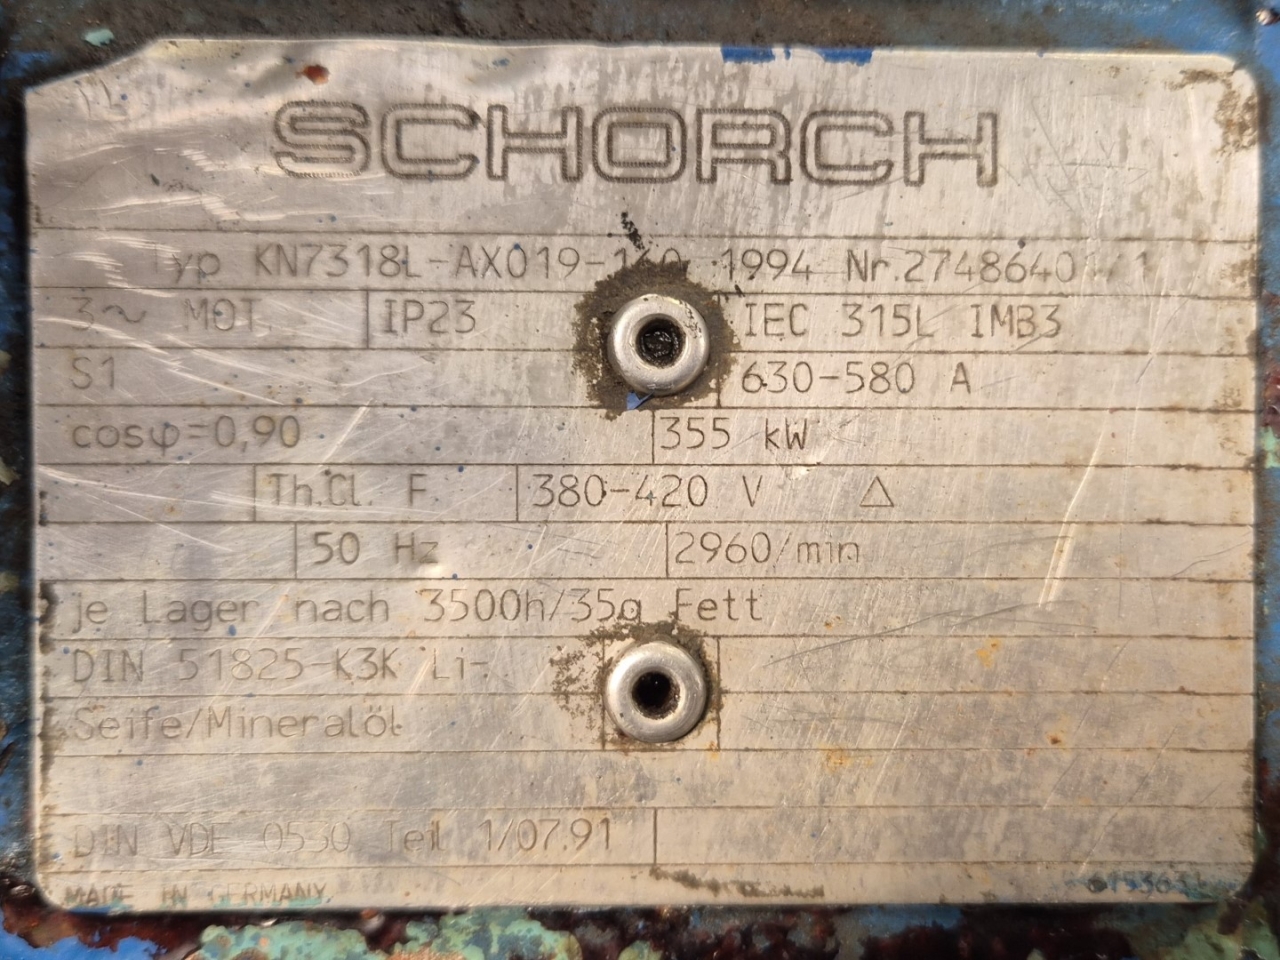 SCHORCH
Typ KN7318L-AX019-160 1994 Nr.27486401/1
3~ MOT. IP23 IEC 315L IMB3
S1 630-580 A
cosφ=0,90 355 kW
Th.Cl. F 380-420 V △
50 Hz 2960/min
je Lager nach 3500h/35g Fett
DIN 51825-K3K Li-
Seife/Mineralöl
DIN VDE 0530 Teil 1/07.91
MADE IN GERMANY